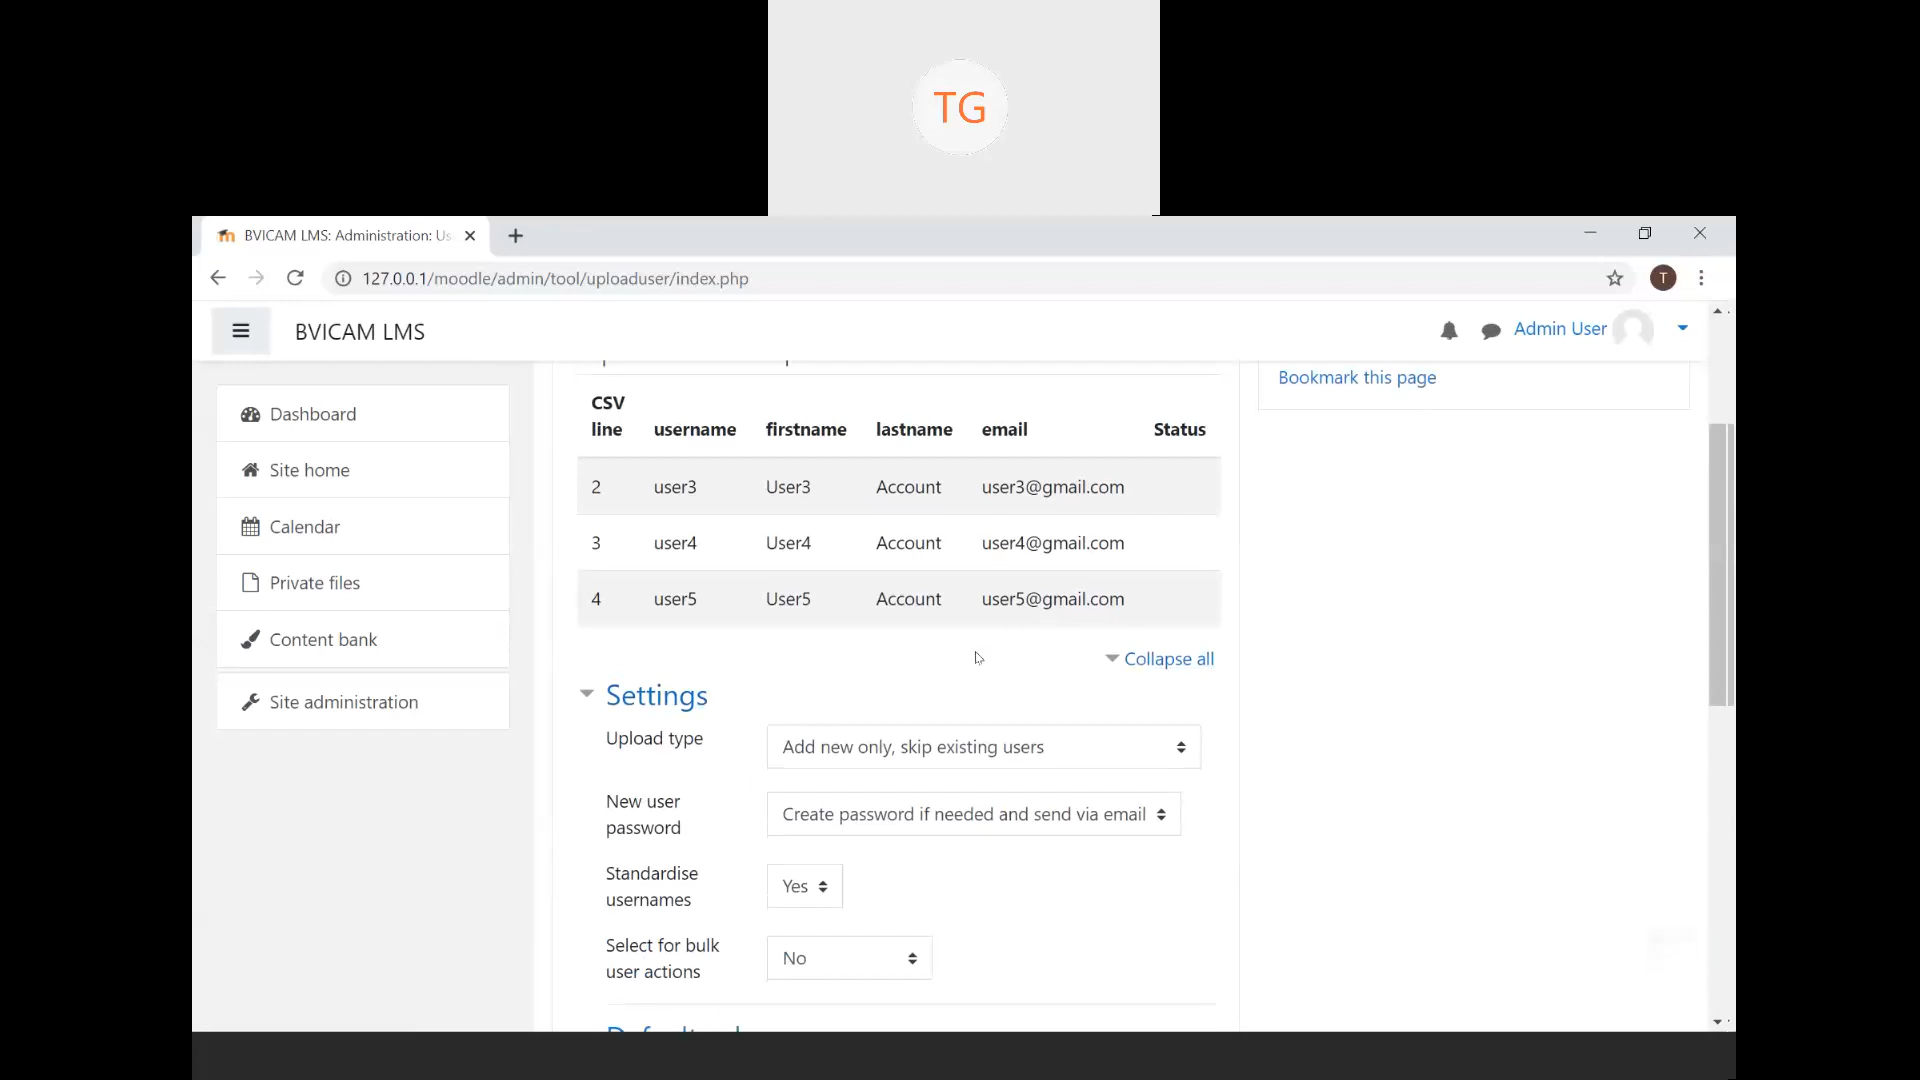 TG
BVICAM LMS: Administration: Us
127.0.0.1/moodle/admin/tool/uploaduser/index.php
T
BVICAM LMS
Admin User
Dashboard
Site home
Calendar
Private files
Content bank
Site administration
Bookmark this page
CSV line username firstname lastname email Status
2 user3 User3 Account user3@gmail.com
3 user4 User4 Account user4@gmail.com
4 user5 User5 Account user5@gmail.com
Collapse all
Settings
Upload type Add new only, skip existing users
New user password Create password if needed and send via email
Standardise usernames Yes
Select for bulk user actions No